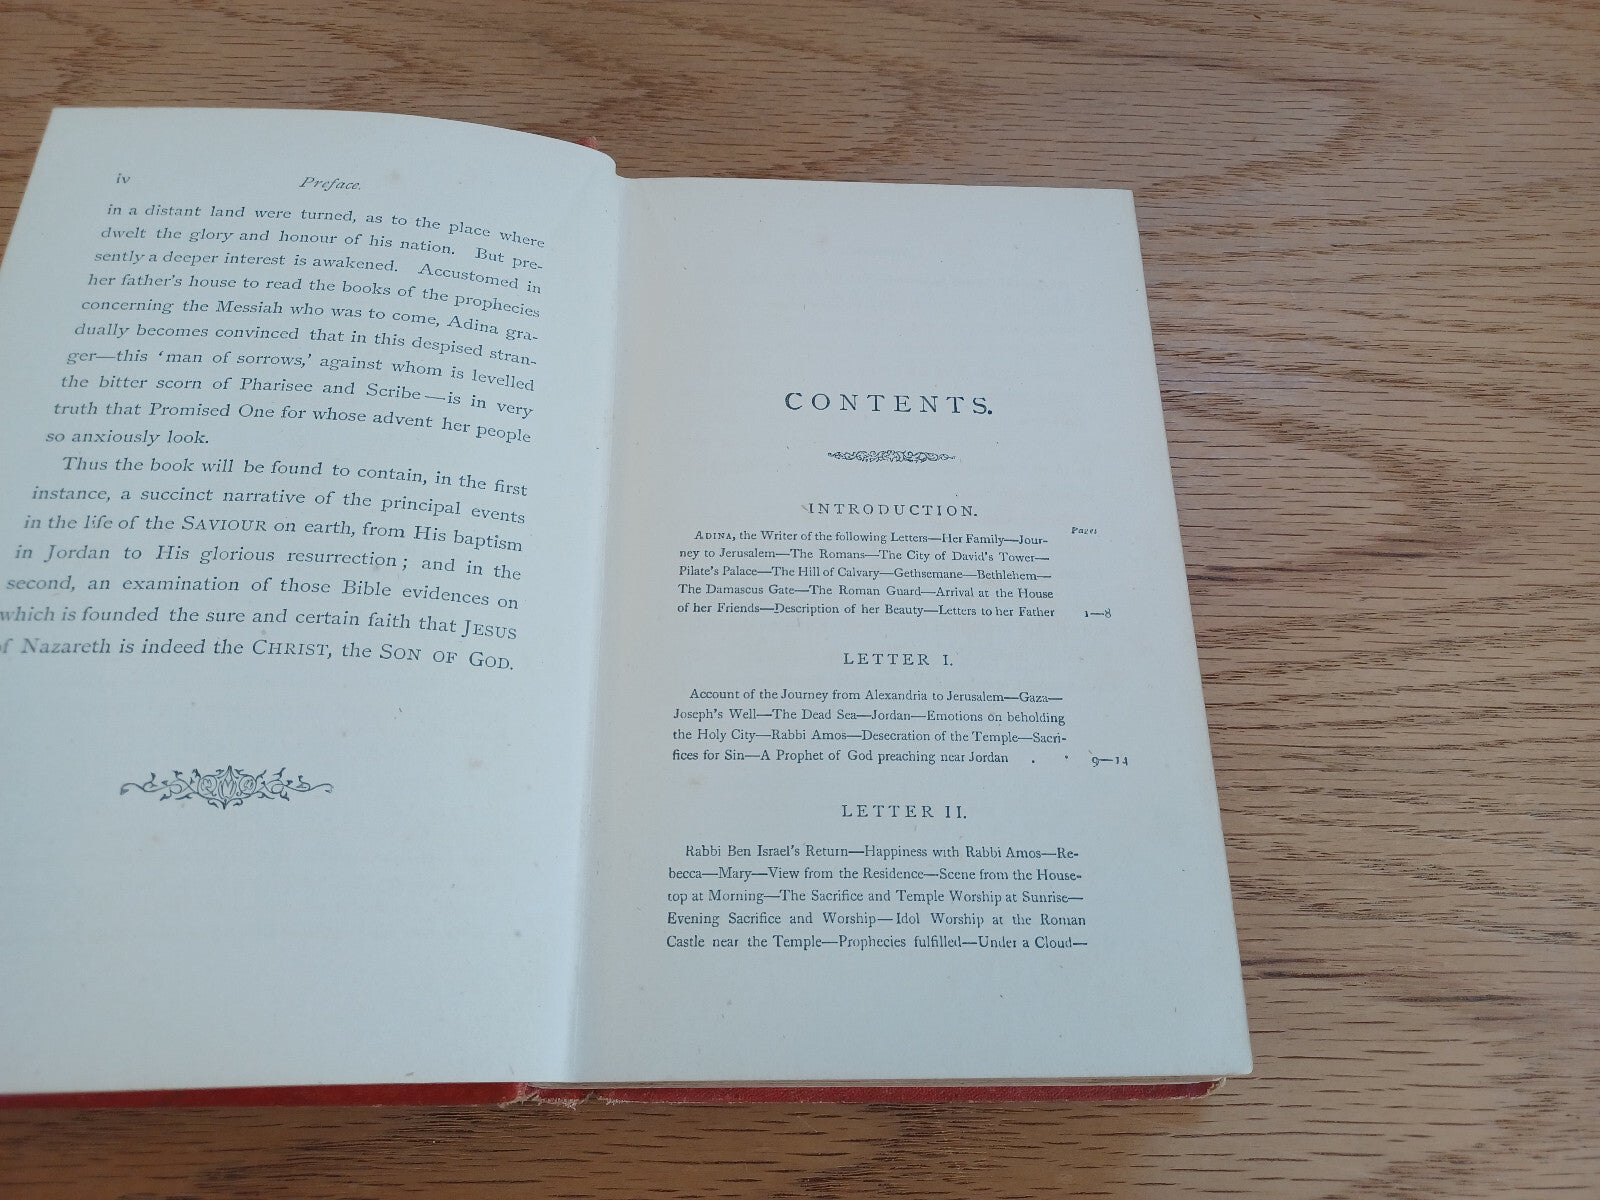 iv
Preface.
in a distant land were turned, as to the place where
dwelt the glory and honour of his nation. But pre-
sently a deeper interest is awakened. Accustomed in
her father's house to read the books of the prophecies
concerning the Messiah who was to come, Adina gra-
dually becomes convinced that in this despised stran-
ger—this 'man of sorrows,' against whom is levelled
the bitter scorn of Pharisee and Scribe—is in very
truth that Promised One for whose advent her people
so anxiously look.
Thus the book will be found to contain, in the first
instance, a succinct narrative of the principal events
in the life of the SAVIOUR on earth, from His baptism
in Jordan to His glorious resurrection; and in the
second, an examination of those Bible evidences on
which is founded the sure and certain faith that JESUS
of Nazareth is indeed the CHRIST, the SON OF GOD.
CONTENTS.
INTRODUCTION.
Pages
ADINA, the Writer of the following Letters—Her Family—Jour-
ney to Jerusalem—The Romans—The City of David's Tower—
Pilate's Palace—The Hill of Calvary—Gethsemane—Bethlehem—
The Damascus Gate—The Roman Guard—Arrival at the House
of her Friends—Description of her Beauty—Letters to her Father 1—8
LETTER I.
Account of the Journey from Alexandria to Jerusalem—Gaza—
Joseph's Well—The Dead Sea—Jordan—Emotions on beholding
the Holy City—Rabbi Amos—Desecration of the Temple—Sacri-
fices for Sin—A Prophet of God preaching near Jordan . . 9—14
LETTER II.
Rabbi Ben Israel's Return—Happiness with Rabbi Amos—Re-
becca—Mary—View from the Residence—Scene from the House-
top at Morning—The Sacrifice and Temple Worship at Sunrise—
Evening Sacrifice and Worship—Idol Worship at the Roman
Castle near the Temple—Prophecies fulfilled—Under a Cloud—